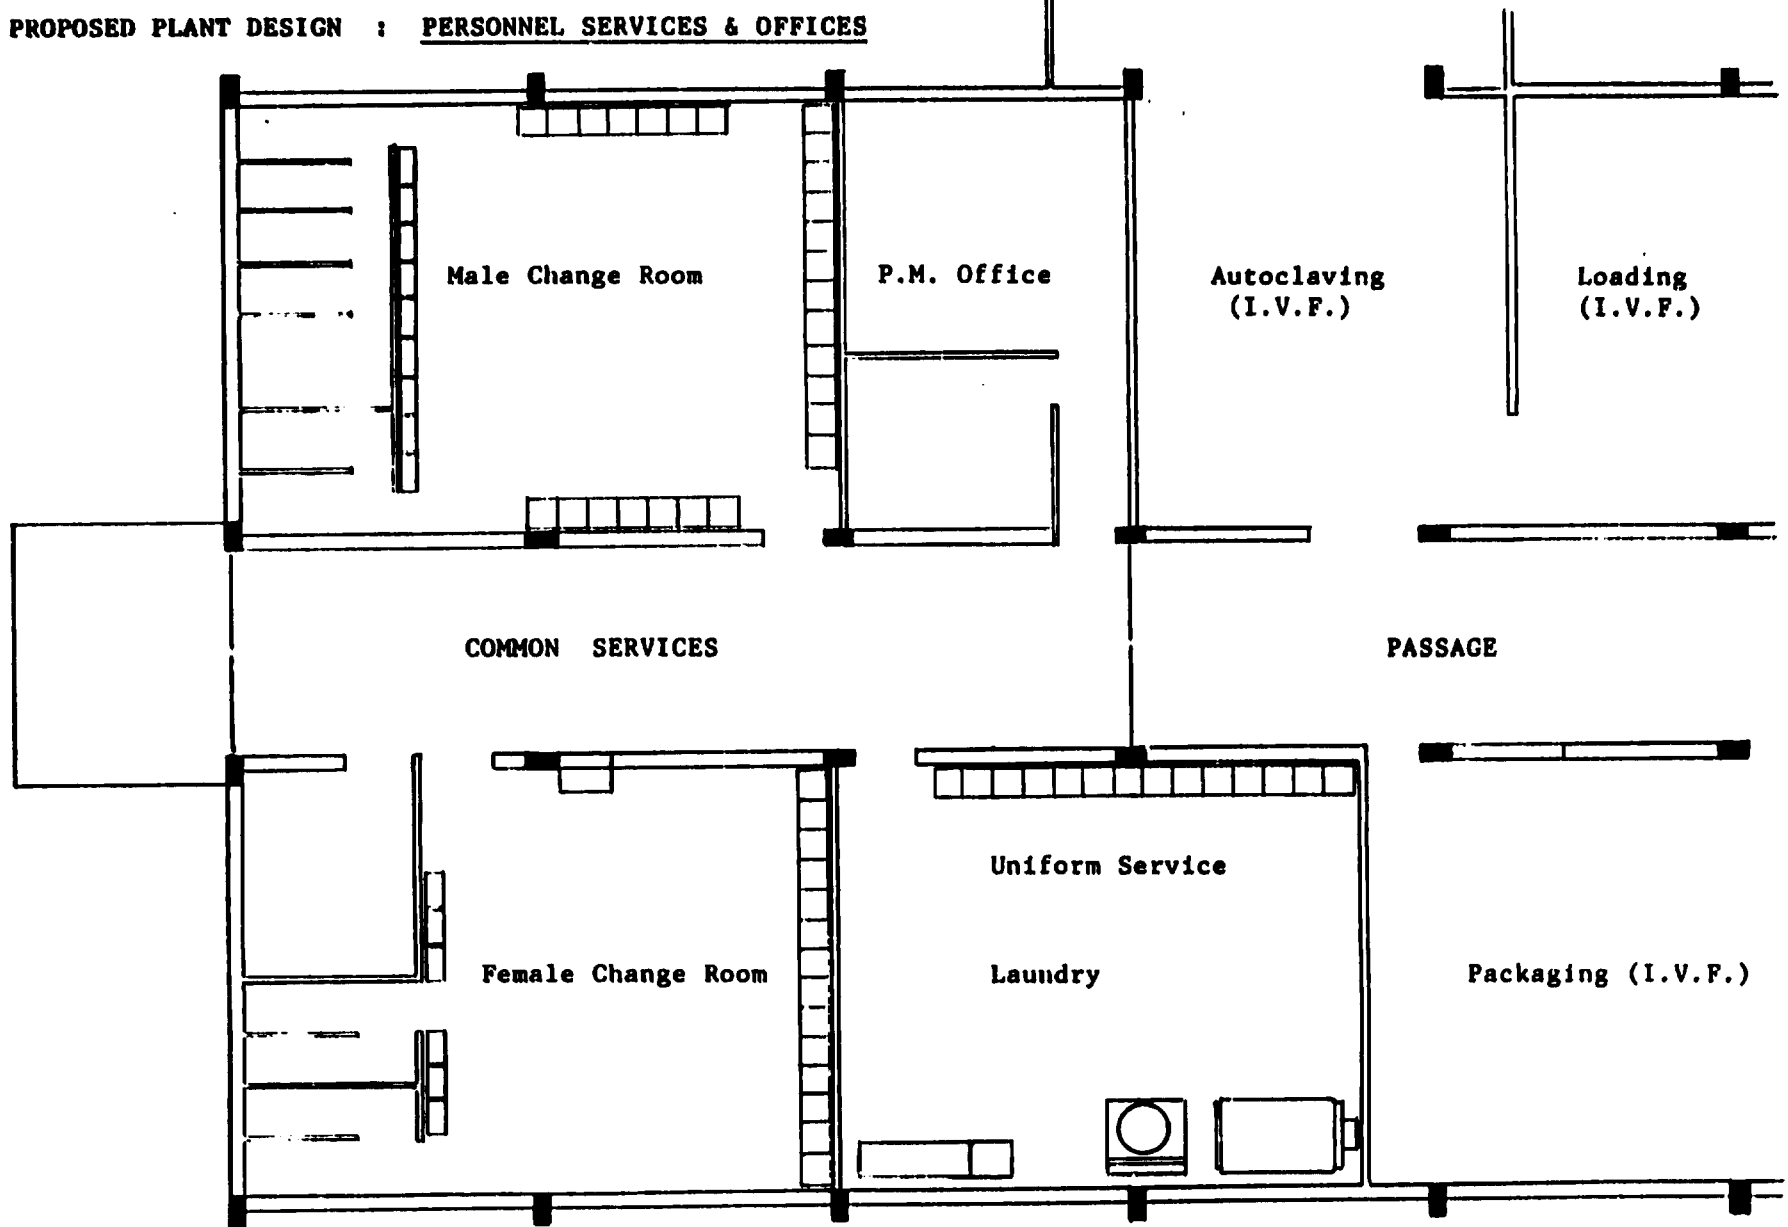 PROPOSED PLANT DESIGN : PERSONNEL SERVICES & OFFICES
Male Change Room
P.M. Office
Autoclaving
(I.V.F.)
Loading
(I.V.F.)
COMMON SERVICES
PASSAGE
Uniform Service
Female Change Room
Laundry
Packaging (I.V.F.)